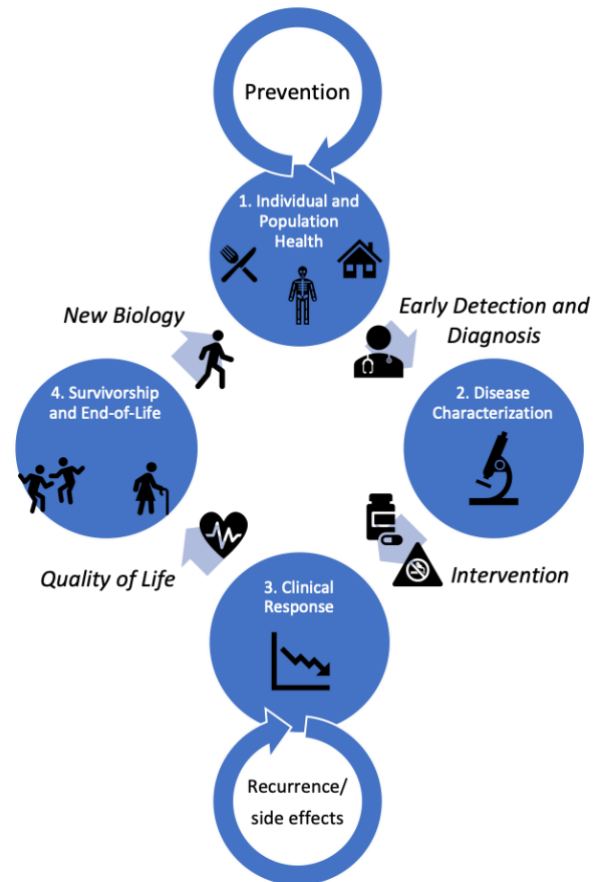 Prevention
1. Individual and
Population
Health
New Biology
Early Detection and
Diagnosis
4. Survivorship
and End-of-Life
2. Disease
Characterization
Quality of Life
Intervention
3. Clinical
Response
Recurrence/
side effects